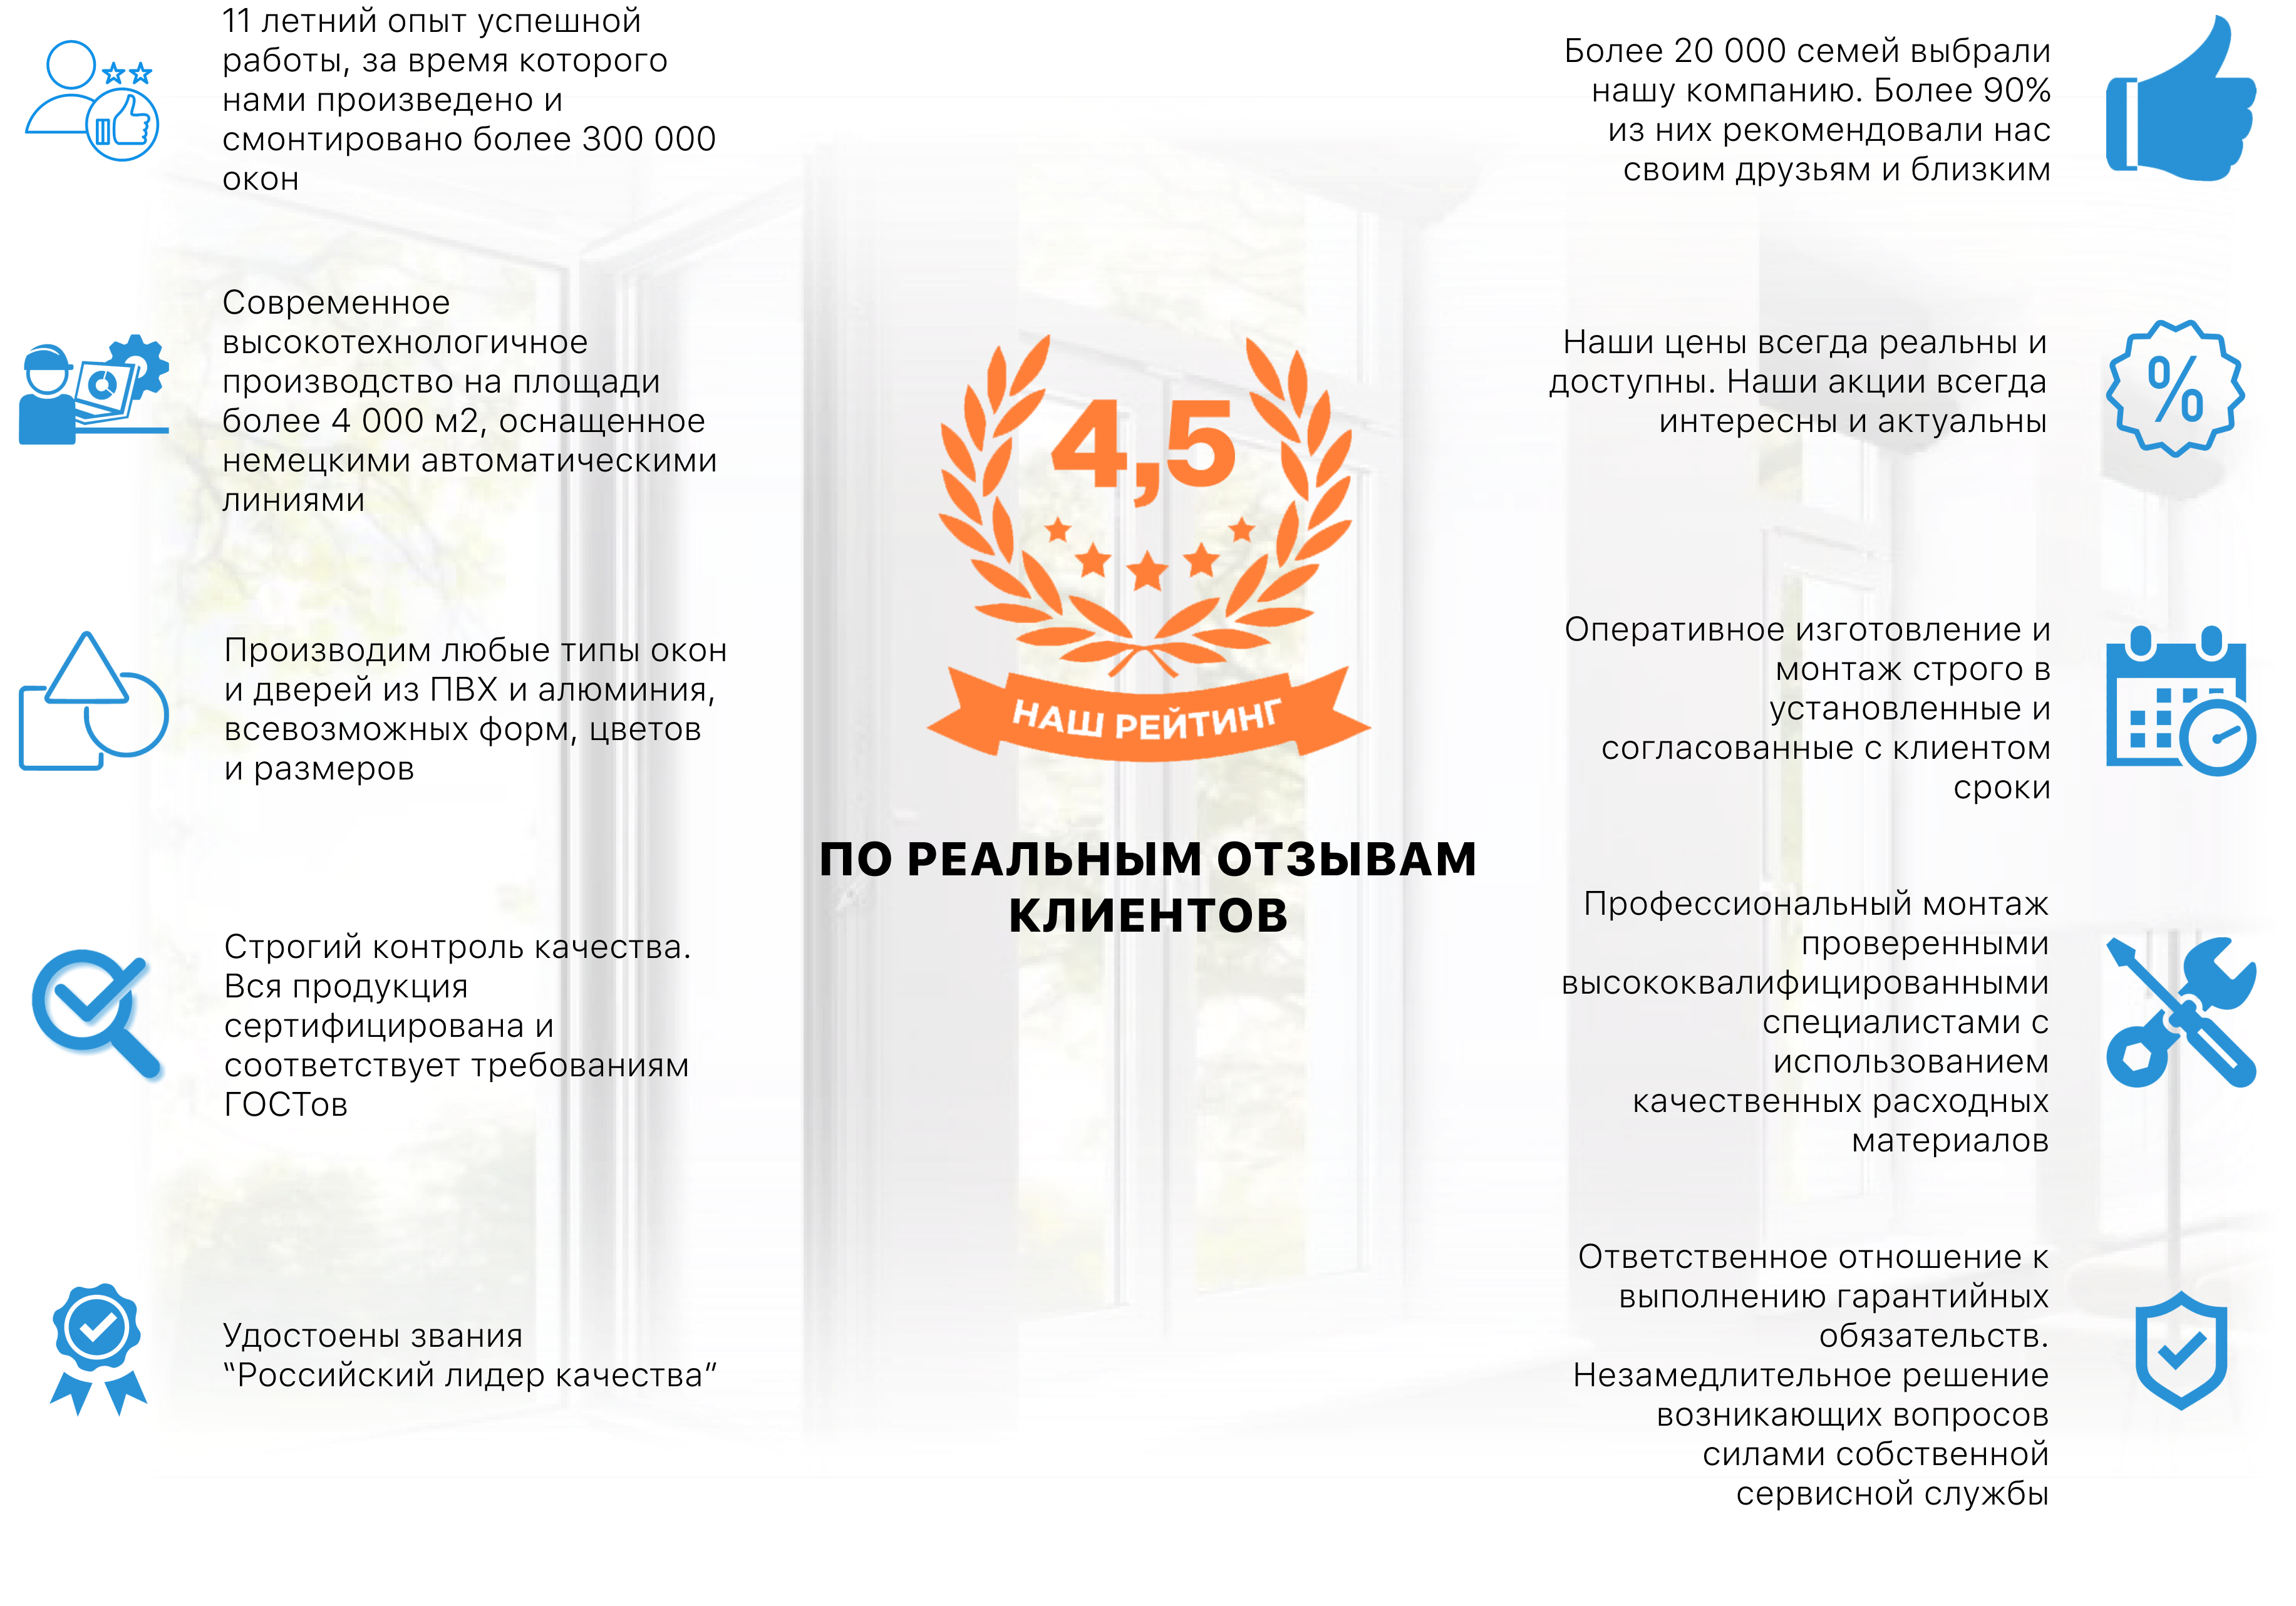 11 летний опыт успешной
работы, за время которого
нами произведено и
смонтировано более 300 000
окон
Современное
высокотехнологичное
производство на площади
более 4 000 м2, оснащенное
немецкими автоматическими
линиями
Производим любые типы окон
и дверей из ПВХ и алюминия,
всевозможных форм, цветов
и размеров
Строгий контроль качества.
Вся продукция
сертифицирована и
соответствует требованиям
ГОСТов
Удостоены звания
“Российский лидер качества”
4,5
НАШ РЕЙТИНГ
ПО РЕАЛЬНЫМ ОТЗЫВАМ
КЛИЕНТОВ
Более 20 000 семей выбрали
нашу компанию. Более 90%
из них рекомендовали нас
своим друзьям и близким
Наши цены всегда реальны и
доступны. Наши акции всегда
интересны и актуальны
%
Оперативное изготовление и
монтаж строго в
установленные и
согласованные с клиентом
сроки
Профессиональный монтаж
проверенными
высококвалифицированными
специалистами с
использованием
качественных расходных
материалов
Ответственное отношение к
выполнению гарантийных
обязательств.
Незамедлительное решение
возникающих вопросов
силами собственной
сервисной службы